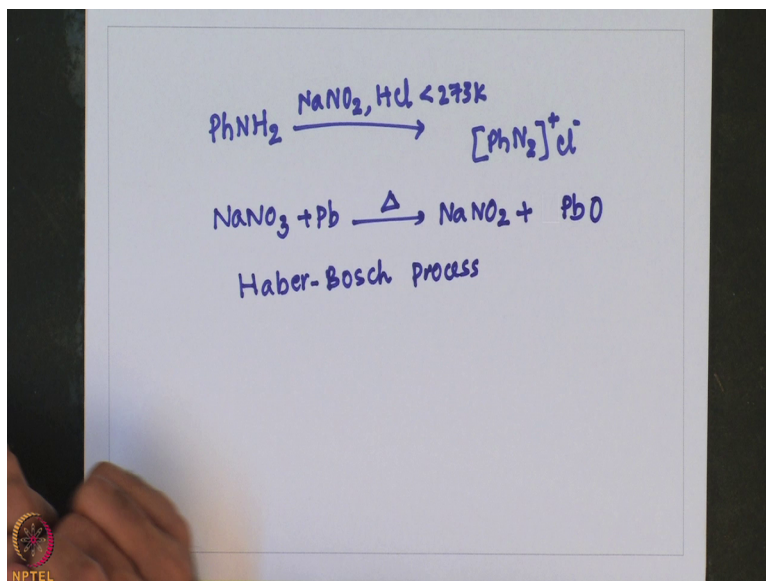 NaNO₂, HCl < 273K
PhNH₂ ⟶ [PhN₂]⁺Cl⁻
NaNO₃ + Pb —Δ→ NaNO₂ + PbO
Haber-Bosch Process
NPTEL